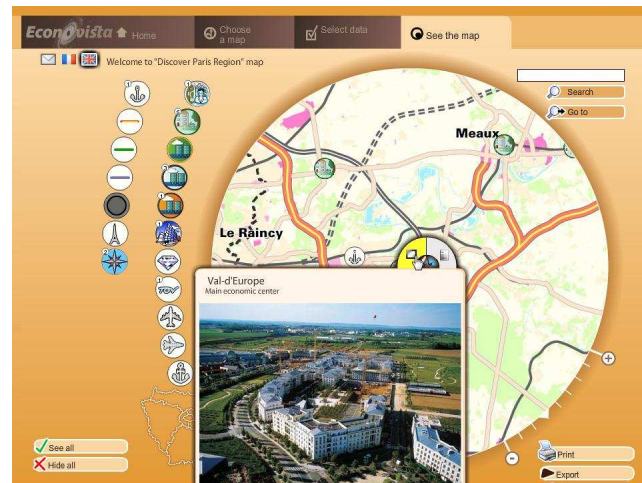 Econovista
Home
Choose
a map
Select data
See the map
Welcome to "Discover Paris Region" map
Search
Go to
Meaux
Le Raincy
Val-d'Europe
Main economic center
TGV
See all
Hide all
Print
Export